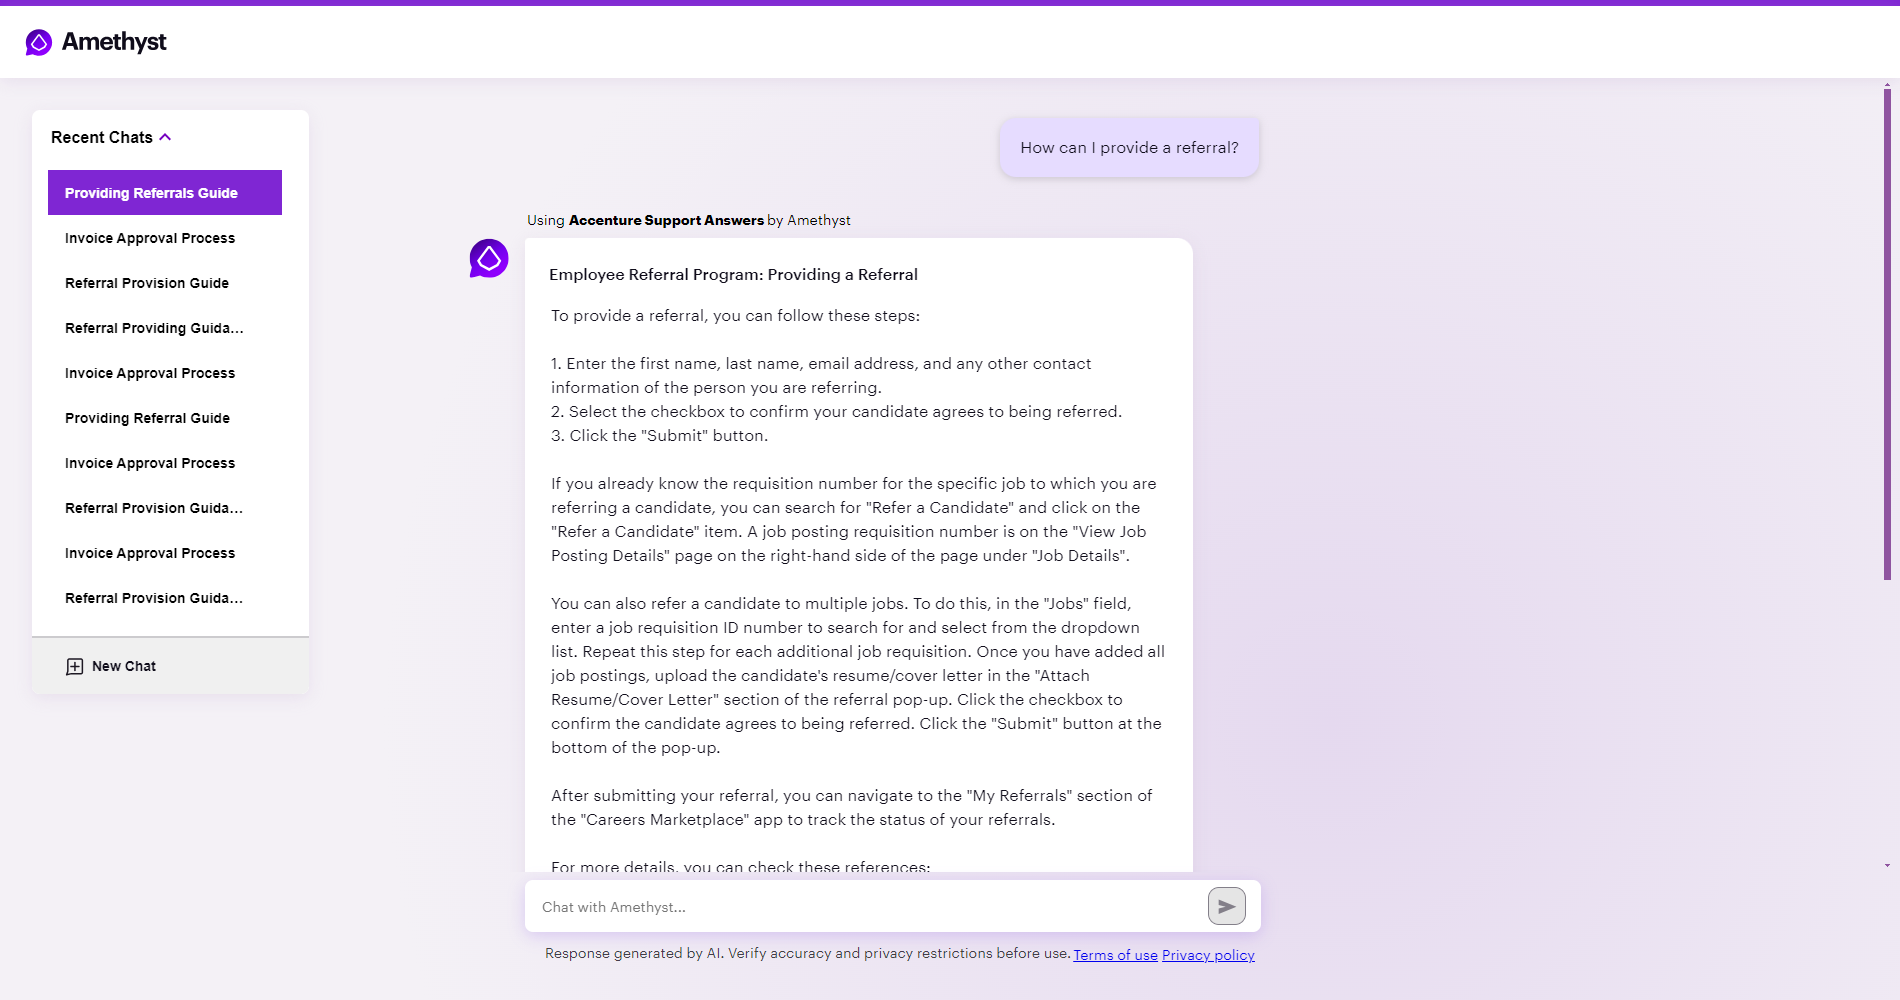 Amethyst
Recent Chats
Providing Referrals Guide
Invoice Approval Process
Referral Provision Guide
Referral Providing Guida...
Invoice Approval Process
Providing Referral Guide
Invoice Approval Process
Referral Provision Guida...
Invoice Approval Process
Referral Provision Guida...
New Chat
How can I provide a referral?
Using Accenture Support Answers by Amethyst
Employee Referral Program: Providing a Referral
To provide a referral, you can follow these steps:
1. Enter the first name, last name, email address, and any other contact
information of the person you are referring.
2. Select the checkbox to confirm your candidate agrees to being referred.
3. Click the "Submit" button.
If you already know the requisition number for the specific job to which you are
referring a candidate, you can search for "Refer a Candidate" and click on the
"Refer a Candidate" item. A job posting requisition number is on the "View Job
Posting Details" page on the right-hand side of the page under "Job Details".
You can also refer a candidate to multiple jobs. To do this, in the "Jobs" field,
enter a job requisition ID number to search for and select from the dropdown
list. Repeat this step for each additional job requisition. Once you have added all
job postings, upload the candidate's resume/cover letter in the "Attach
Resume/Cover Letter" section of the referral pop-up. Click the checkbox to
confirm the candidate agrees to being referred. Click the "Submit" button at the
bottom of the pop-up.
After submitting your referral, you can navigate to the "My Referrals" section of
the "Careers Marketplace" app to track the status of your referrals.
For more details, you can check these references:
Chat with Amethyst...
Response generated by AI. Verify accuracy and privacy restrictions before use. Terms of use Privacy policy